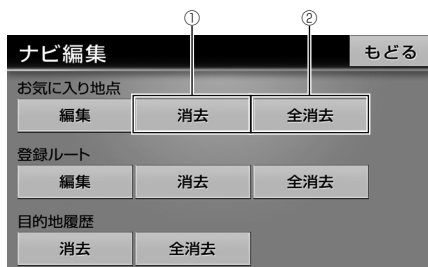 ① ②
ナビ編集 もどる
お気に入り地点
編集 消去 全消去
登録ルート
編集 消去 全消去
目的地履歴
消去 全消去